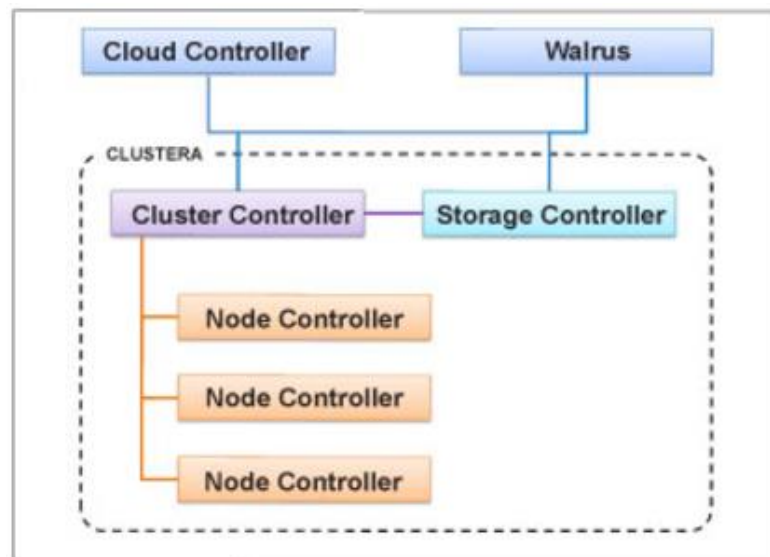 Cloud Controller
Walrus
CLUSTERA
Cluster Controller
Storage Controller
Node Controller
Node Controller
Node Controller